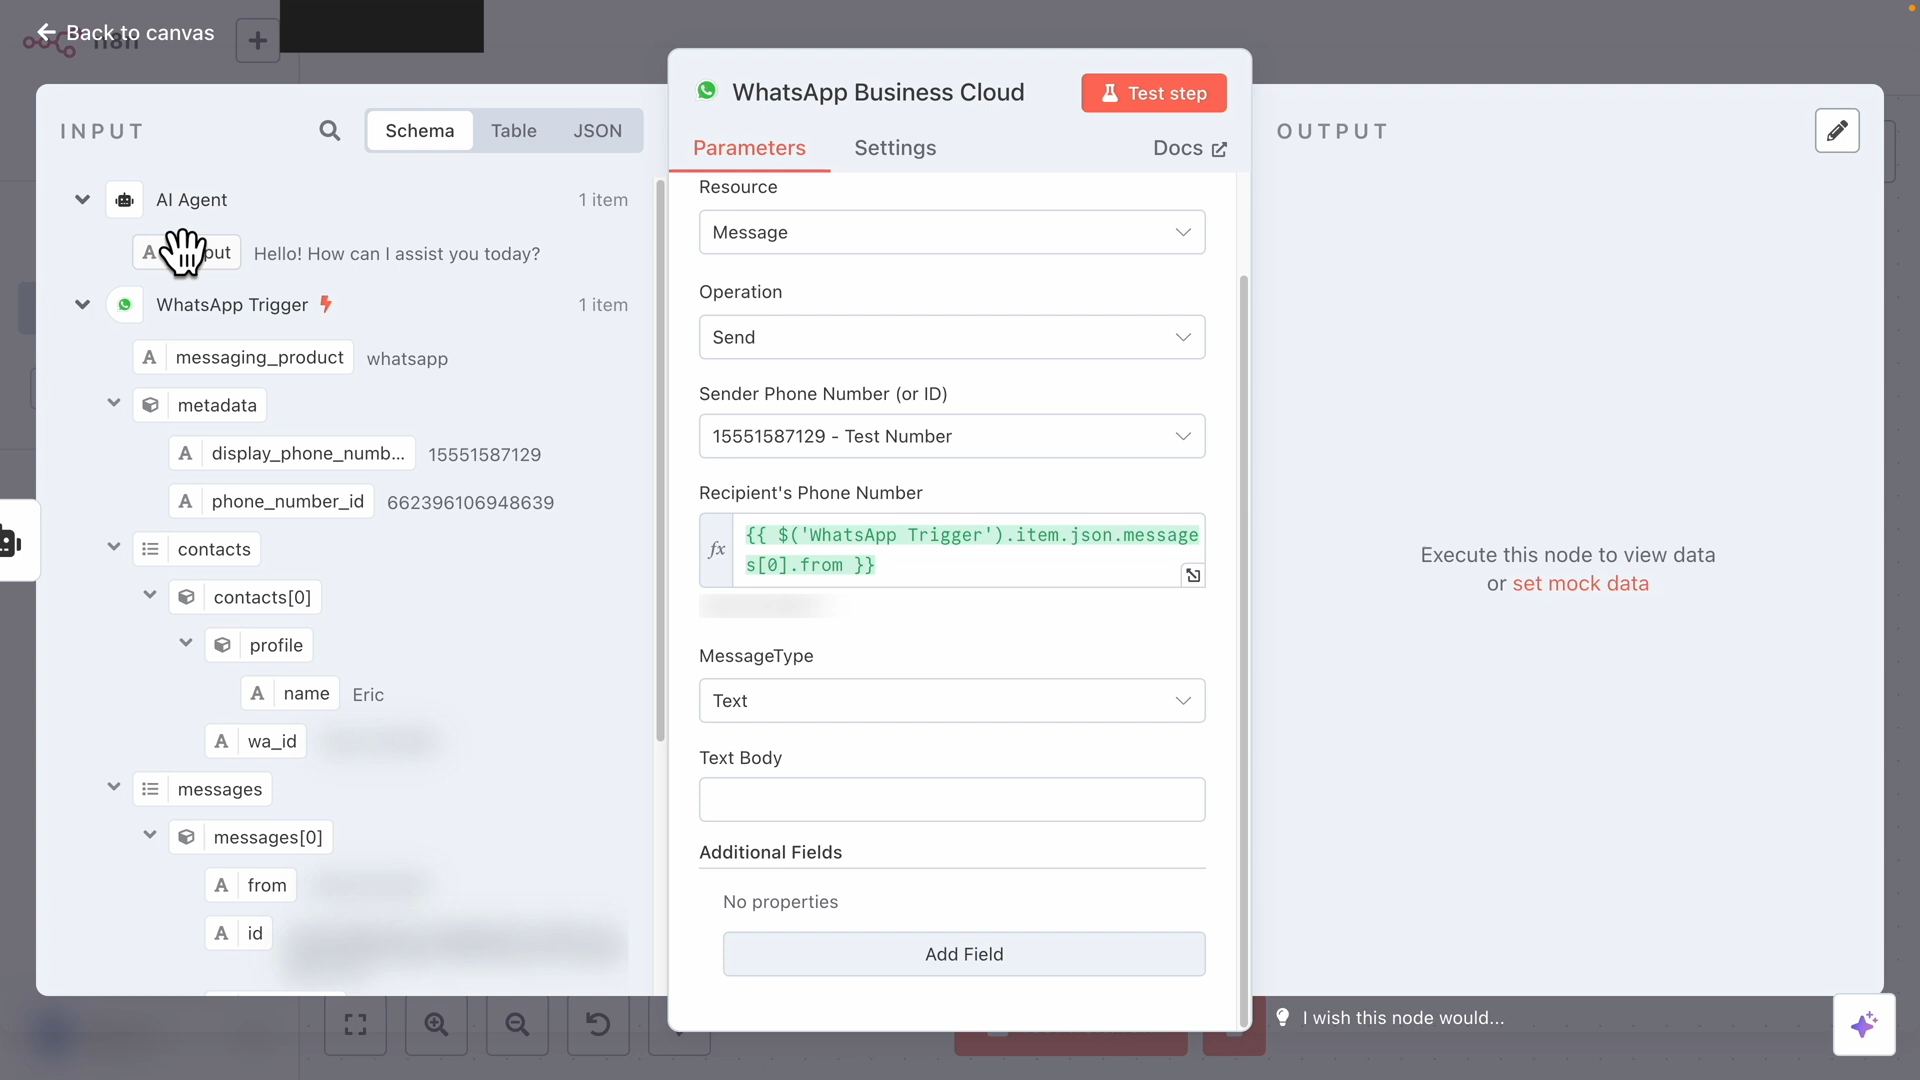 Back to canvas
n8n
INPUT
Schema
Table
JSON
AI Agent
1 item
A
put
Hello! How can I assist you today?
WhatsApp Trigger
1 item
A messaging_product whatsapp
metadata
A display_phone_numb... 15551587129
A phone_number_id 662396106948639
contacts
contacts[0]
profile
A name Eric
A wa_id
messages
messages[0]
A from
A id
WhatsApp Business Cloud
Test step
Parameters
Settings
Docs
Resource
Message
Operation
Send
Sender Phone Number (or ID)
15551587129 - Test Number
Recipient's Phone Number
fx
{{ $('WhatsApp Trigger').item.json.message
s[0].from }}
MessageType
Text
Text Body
Additional Fields
No properties
Add Field
OUTPUT
Execute this node to view data
or set mock data
I wish this node would...